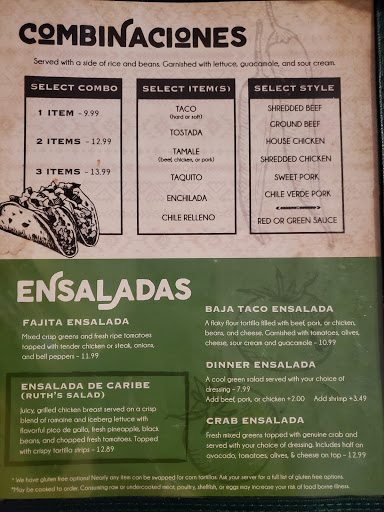 COMBINACIONES
Served with a side of rice and beans. Garnished with lettuce, guacamole, and sour cream.
SELECT COMBO
1 ITEM - 9.99
2 ITEMS - 12.99
3 ITEMS - 13.99
SELECT ITEM(S)
TACO
(hard or soft)
TOSTADA
TAMALE
(beef, chicken, or pork)
TAQUITO
ENCHILADA
CHILE RELLENO
SELECT STYLE
SHREDDED BEEF
GROUND BEEF
HOUSE CHICKEN
SHREDDED CHICKEN
SWEET PORK
CHILE VERDE PORK
RED OR GREEN SAUCE
ENSALADAS
FAJITA ENSALADA
Mixed crisp greens and fresh ripe tomatoes
topped with tender chicken or steak, onions,
and bell peppers - 11.99
ENSALADA DE CARIBE
(RUTH'S SALAD)
Juicy, grilled chicken breast served on a crisp
blend of romaine and iceberg lettuce with
flavorful pico de gallo, fresh pineapple, black
beans, and chopped fresh tomatoes. Topped
with crispy tortilla strips - 12.89
BAJA TACO ENSALADA
A flaky flour tortilla filled with beef, pork, or chicken,
beans, and cheese. Garnished with tomatoes, olives,
cheese, sour cream and guacamole - 10.99
DINNER ENSALADA
A cool green salad served with your choice of
dressing - 7.99
Add beef, pork, or chicken +2.00 Add shrimp +3.49
CRAB ENSALADA
Fresh mixed greens topped with genuine crab and
served with your choice of dressing. Includes half an
avocado, tomatoes, olives, & cheese on top - 12.99
* We have gluten free options! Nearly any item can be swapped for corn tortillas. Ask your server for a full list of gluten free options.
*May be cooked to order. Consuming raw or undercooked meat, poultry, shellfish, or eggs may increase your risk of food borne illness.